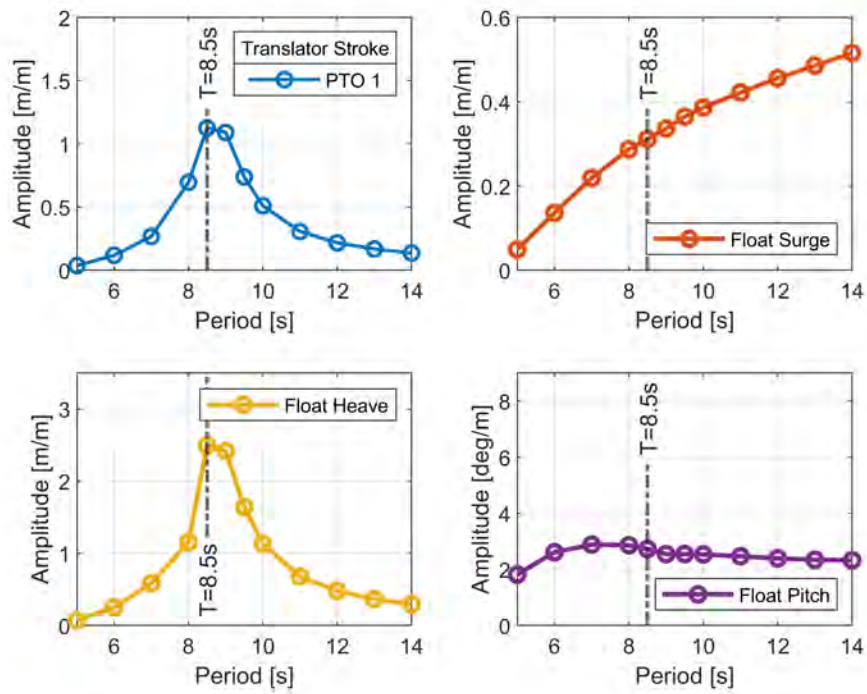 2
1.5
1
0.5
0
Amplitude [m/m]
Translator Stroke
PTO 1
T=8.5s
6
8
10
12
14
Period [s]
0.6
0.4
0.2
0
Amplitude [m/m]
T=8.5s
Float Surge
6
8
10
12
14
Period [s]
3
2
1
0
Amplitude [m/m]
Float Heave
T=8.5s
6
8
10
12
14
Period [s]
8
6
4
2
0
Amplitude [deg/m]
T=8.5s
Float Pitch
6
8
10
12
14
Period [s]